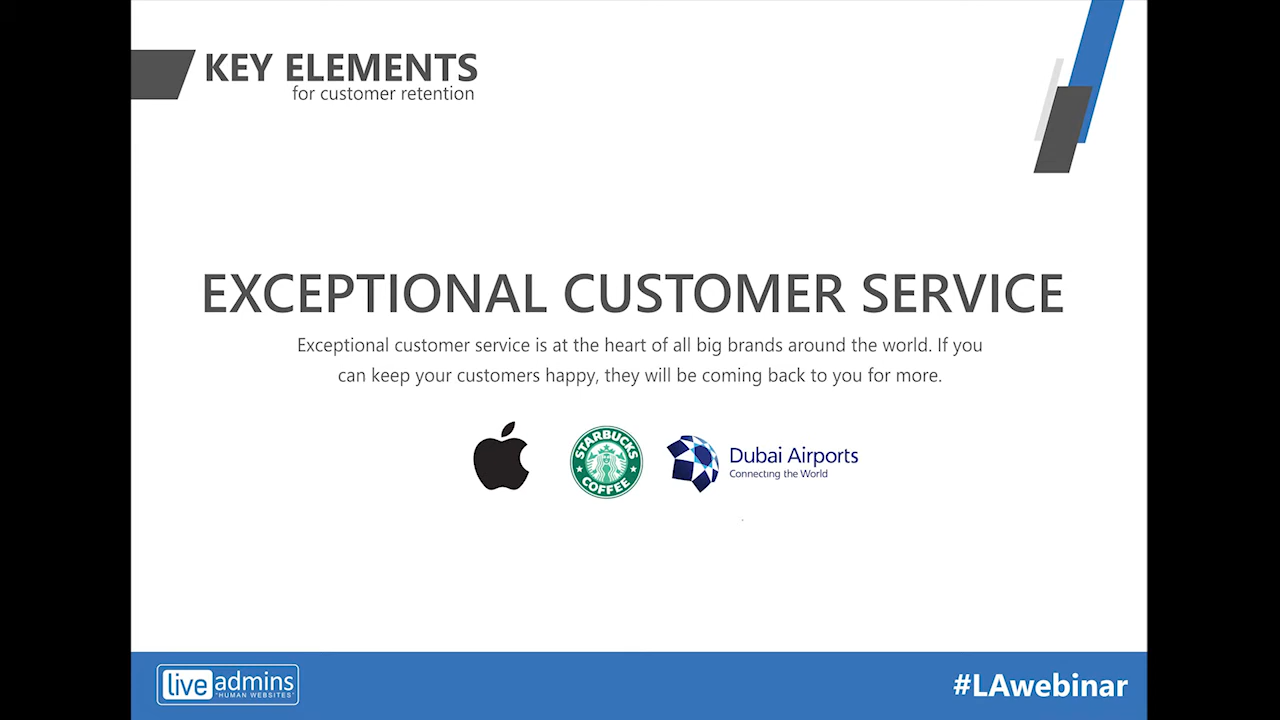 KEY ELEMENTS
for customer retention
EXCEPTIONAL CUSTOMER SERVICE
Exceptional customer service is at the heart of all big brands around the world. If you
can keep your customers happy, they will be coming back to you for more.
STARBUCKS
COFFEE
Dubai Airports
Connecting the World
live admins
"HUMAN WEBSITES"
#LAwebinar